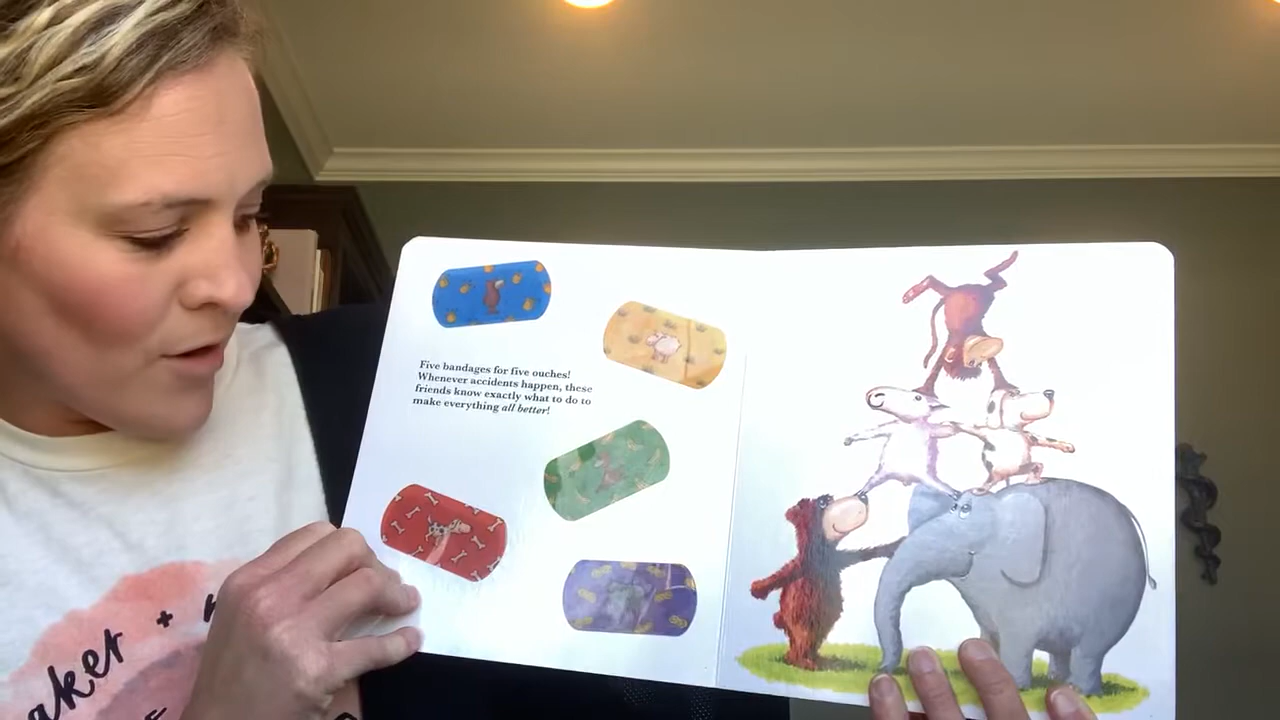 Five bandages for five ouches!
Whenever accidents happen, these
friends know exactly what to do to
make everything all better!
aker +